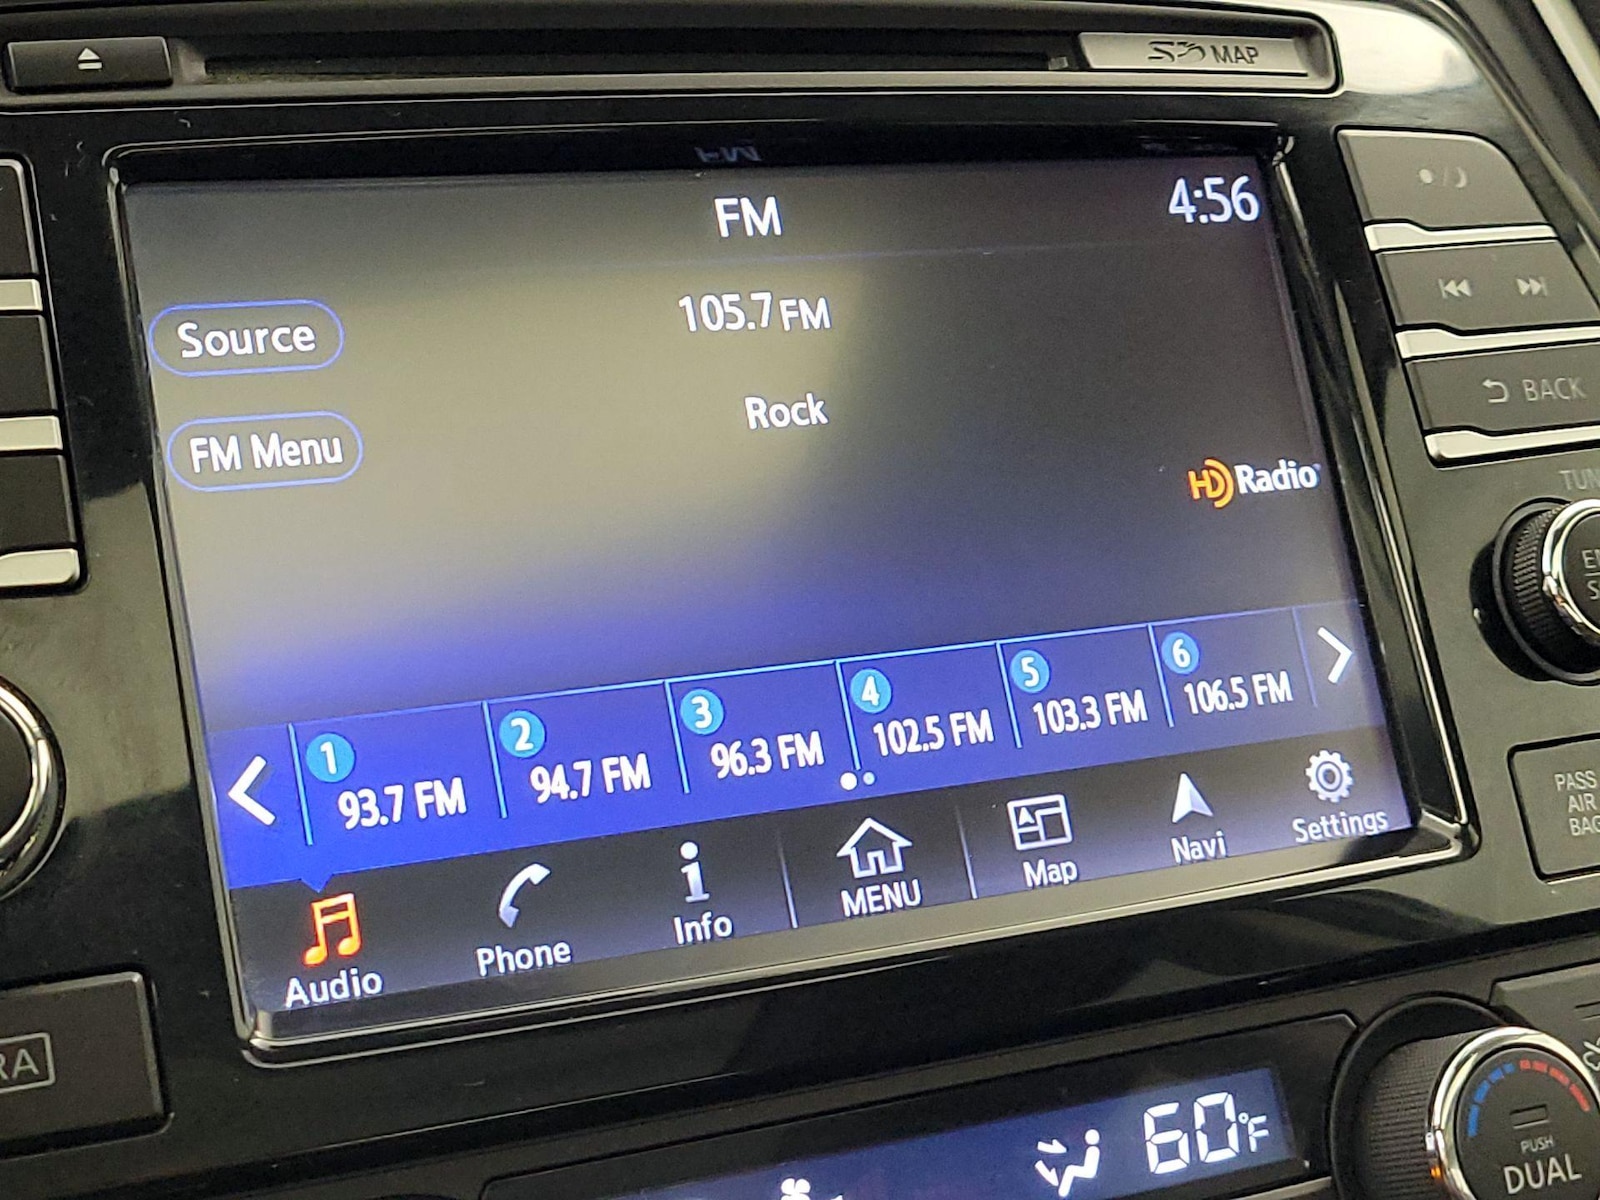 MAP
FM 4:56
105.7 FM
Source
Rock
FM Menu
HD Radio
BACK
1 93.7 FM
2 94.7 FM
3 96.3 FM
4 102.5 FM
5 103.3 FM
6 106.5 FM
Audio
Phone
Info
MENU
Map
Navi
Settings
PASS
AIR
BAG
60°F
PUSH
DUAL